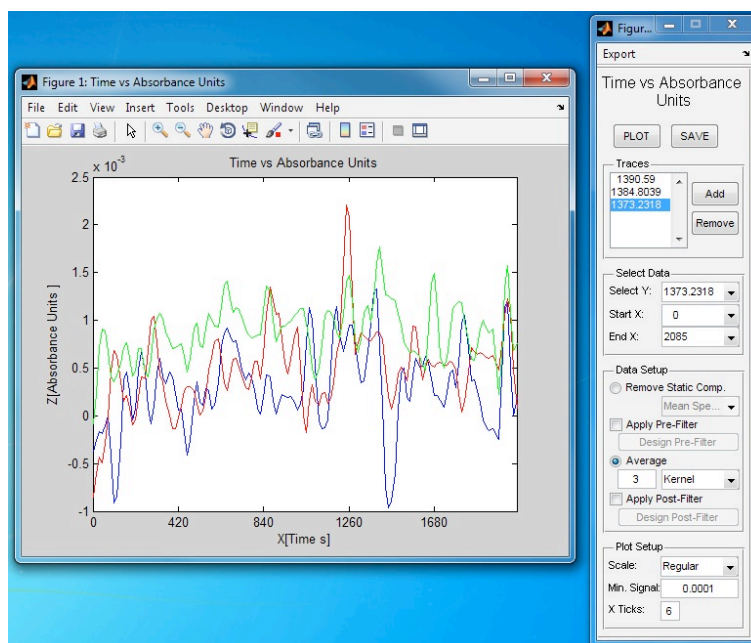 Figure 1: Time vs Absorbance Units
File Edit View Insert Tools Desktop Window Help
x 10⁻³
Time vs Absorbance Units
2.5
2
1.5
1
0.5
0
-0.5
-1
Z[Absorbance Units ]
0 420 840 1260 1680
X[Time s]
Figur...
Export
Time vs Absorbance
Units
PLOT SAVE
Traces
1390.59
1384.8039
1373.2318
Add
Remove
Select Data
Select Y: 1373.2318
Start X: 0
End X: 2085
Data Setup
Remove Static Comp.
Mean Spe...
Apply Pre-Filter
Design Pre-Filter
Average
3 Kernel
Apply Post-Filter
Design Post-Filter
Plot Setup
Scale: Regular
Min. Signal: 0.0001
X Ticks: 6